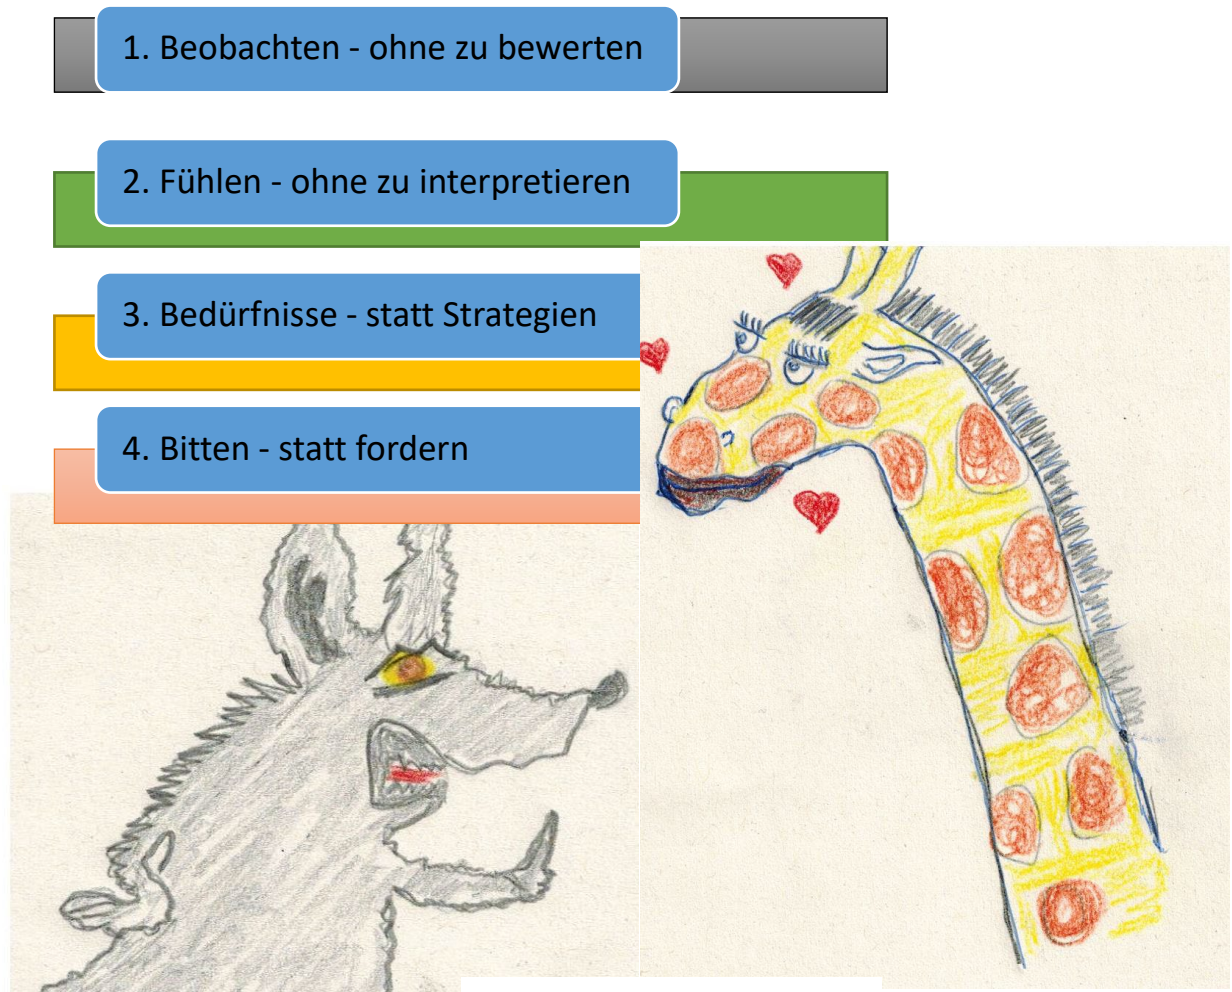 1. Beobachten - ohne zu bewerten
2. Fühlen - ohne zu interpretieren
3. Bedürfnisse - statt Strategien
4. Bitten - statt fordern